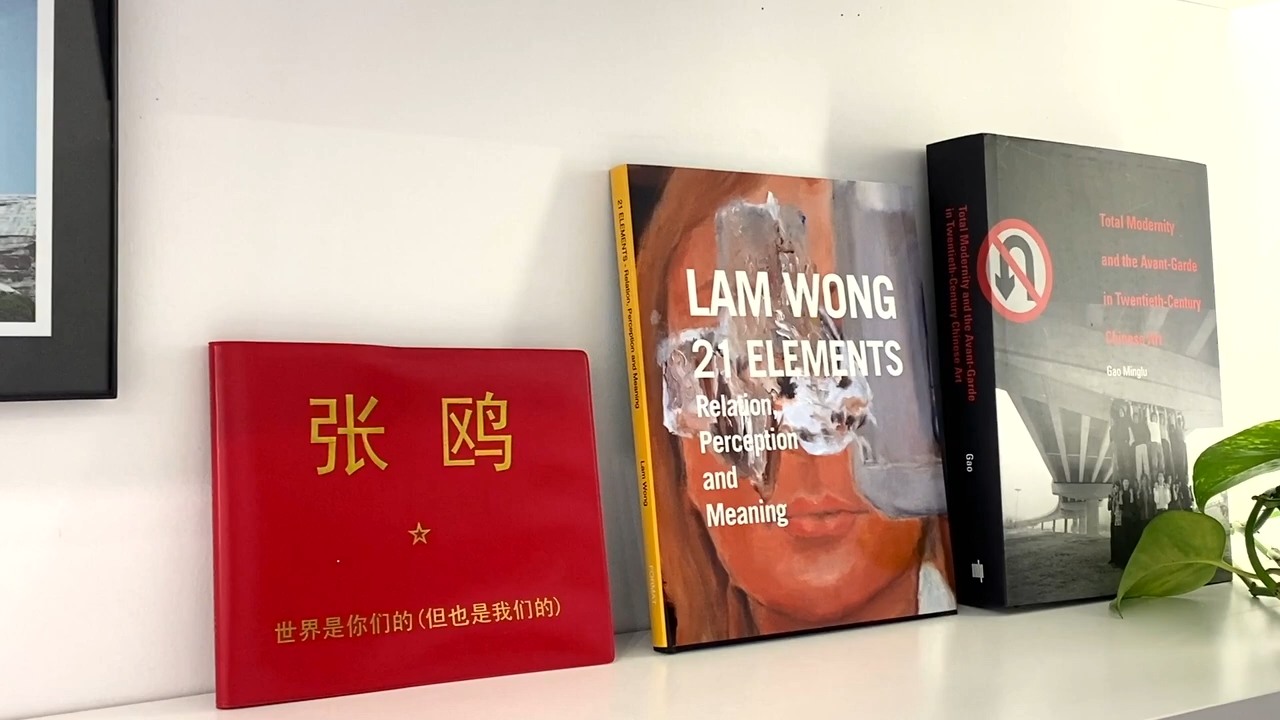 张 鸥
世界是你们的(但也是我们的)
21 ELEMENTS - Relation, Perception and Meaning
Lam Wong
LAM WONG
21 ELEMENTS
Relation,
Perception
and
Meaning
Total Modernity and the Avant-Garde
in Twentieth-Century Chinese Art
Gao
Total Modernity
and the Avant-Garde
in Twentieth-Century
Chinese Art
Gao Minglu